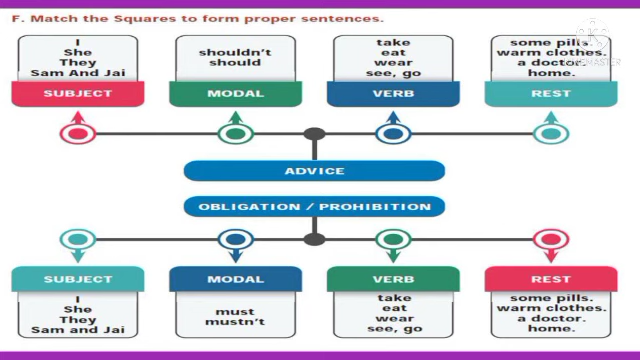 F. Match the Squares to form proper sentences.
I
She
They
Sam And Jai
SUBJECT
shouldn't
should
MODAL
take
eat
wear
see, go
VERB
some pills.
warm clothes.
a doctor.
home.
REST
ADVICE
OBLIGATION / PROHIBITION
SUBJECT
I
She
They
Sam and Jai
MODAL
must
mustn't
VERB
take
eat
wear
see, go
REST
some pills.
warm clothes.
a doctor.
home.